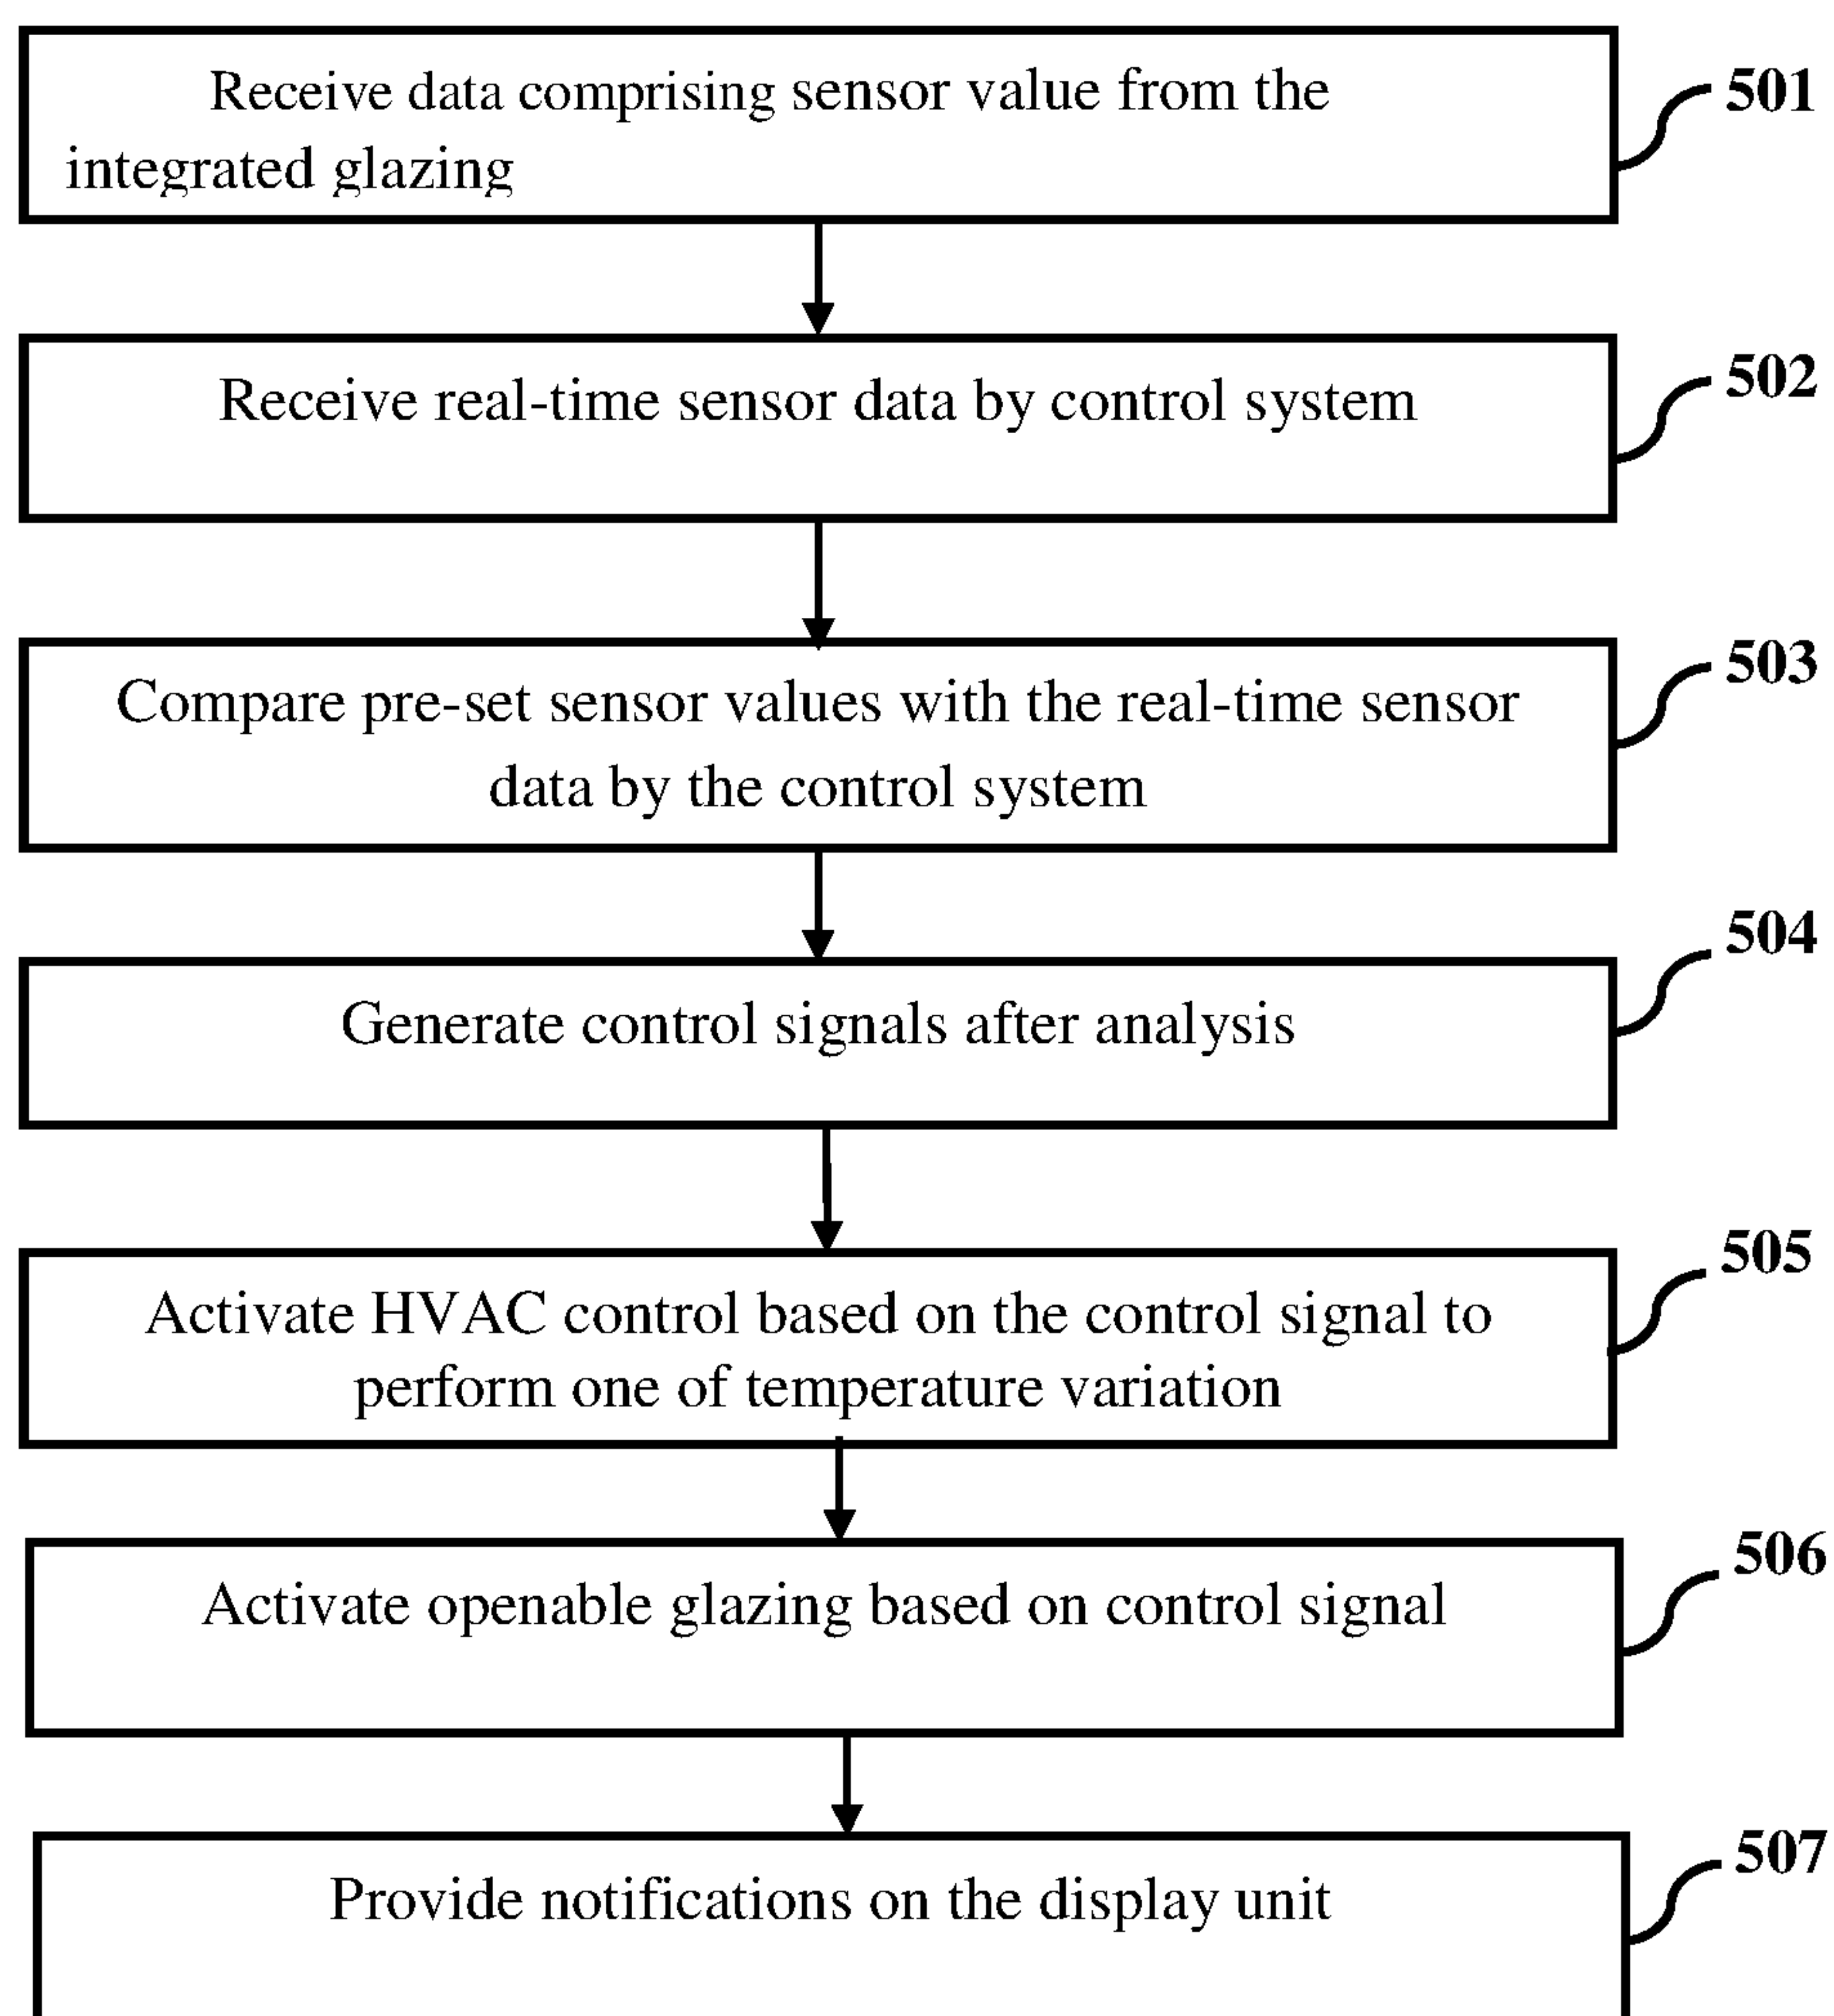 Receive data comprising sensor value from the
integrated glazing
501
Receive real-time sensor data by control system
502
Compare pre-set sensor values with the real-time sensor
data by the control system
503
Generate control signals after analysis
504
Activate HVAC control based on the control signal to
perform one of temperature variation
505
Activate openable glazing based on control signal
506
Provide notifications on the display unit
507